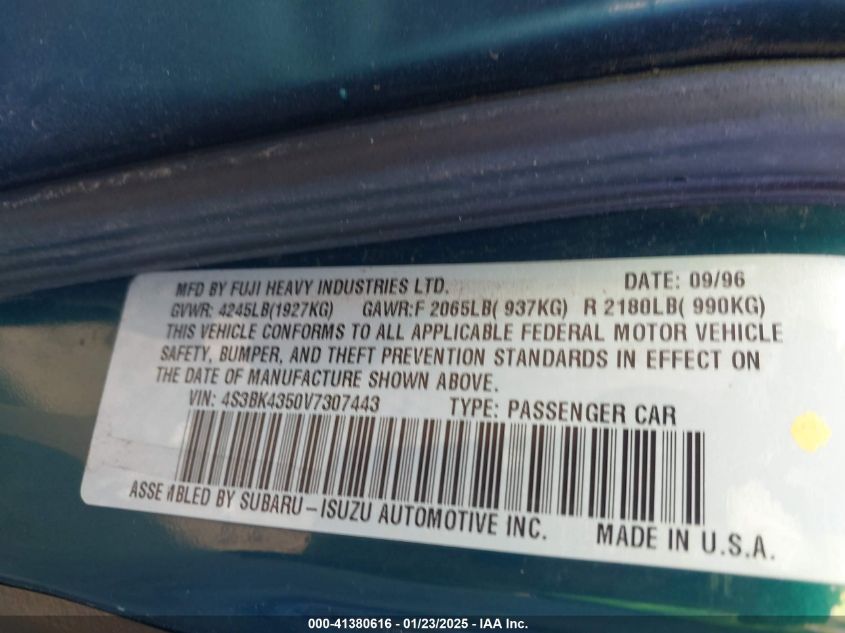 MFD BY FUJI HEAVY INDUSTRIES LTD. DATE: 09/96
GVWR: 4245LB(1927KG) GAWR:F 2065LB( 937KG) R 2180LB( 990KG)
THIS VEHICLE CONFORMS TO ALL APPLICABLE FEDERAL MOTOR VEHICLE
SAFETY, BUMPER, AND THEFT PREVENTION STANDARDS IN EFFECT ON
THE DATE OF MANUFACTURE SHOWN ABOVE.
VIN: 4S3BK4350V7307443 TYPE: PASSENGER CAR
ASSEMBLED BY SUBARU-ISUZU AUTOMOTIVE INC. MADE IN U.S.A.
000-41380616 - 01/23/2025 - IAA Inc.